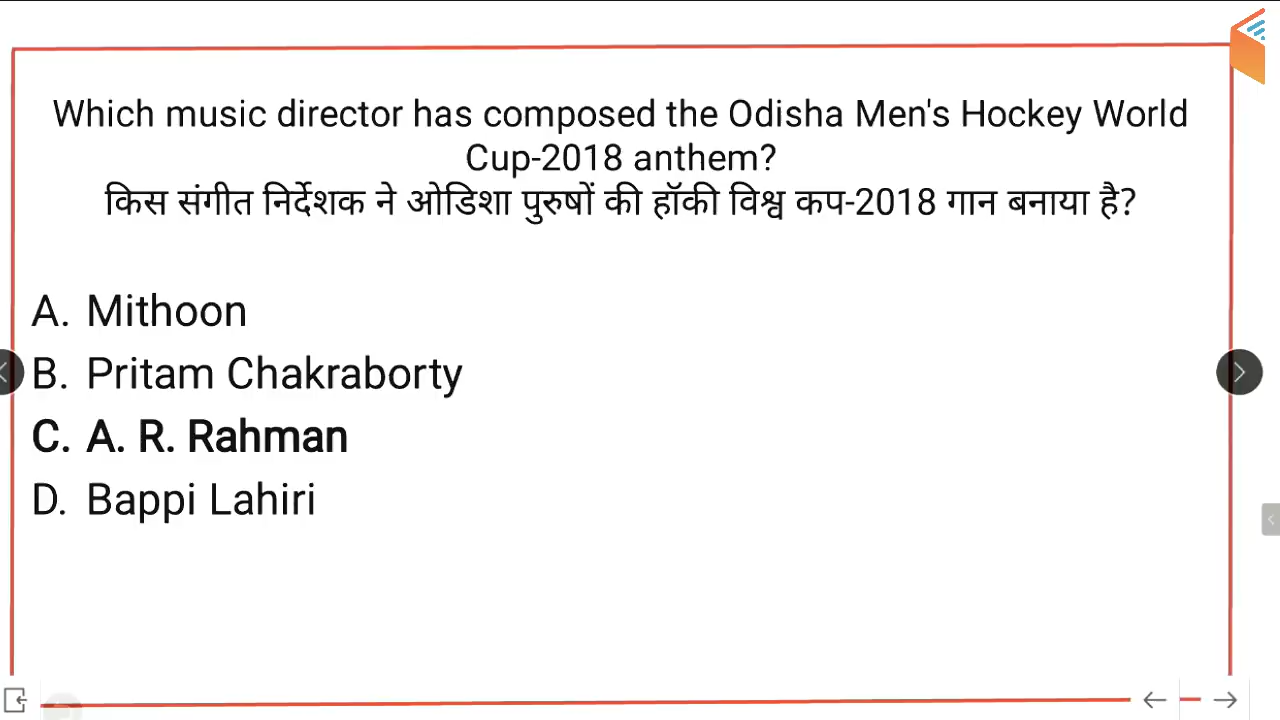 Which music director has composed the Odisha Men's Hockey World
Cup-2018 anthem?
किस संगीत निर्देशक ने ओडिशा पुरुषों की हॉकी विश्व कप-2018 गान बनाया है?
A. Mithoon
B. Pritam Chakraborty
C. A. R. Rahman
D. Bappi Lahiri